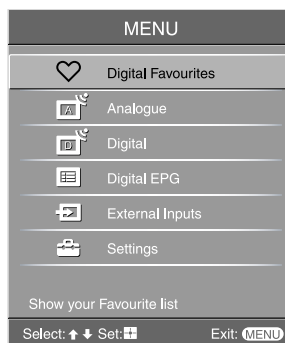 MENU
Digital Favourites
A Analogue
D Digital
Digital EPG
External Inputs
Settings
Show your Favourite list
Select: Set: Exit: MENU